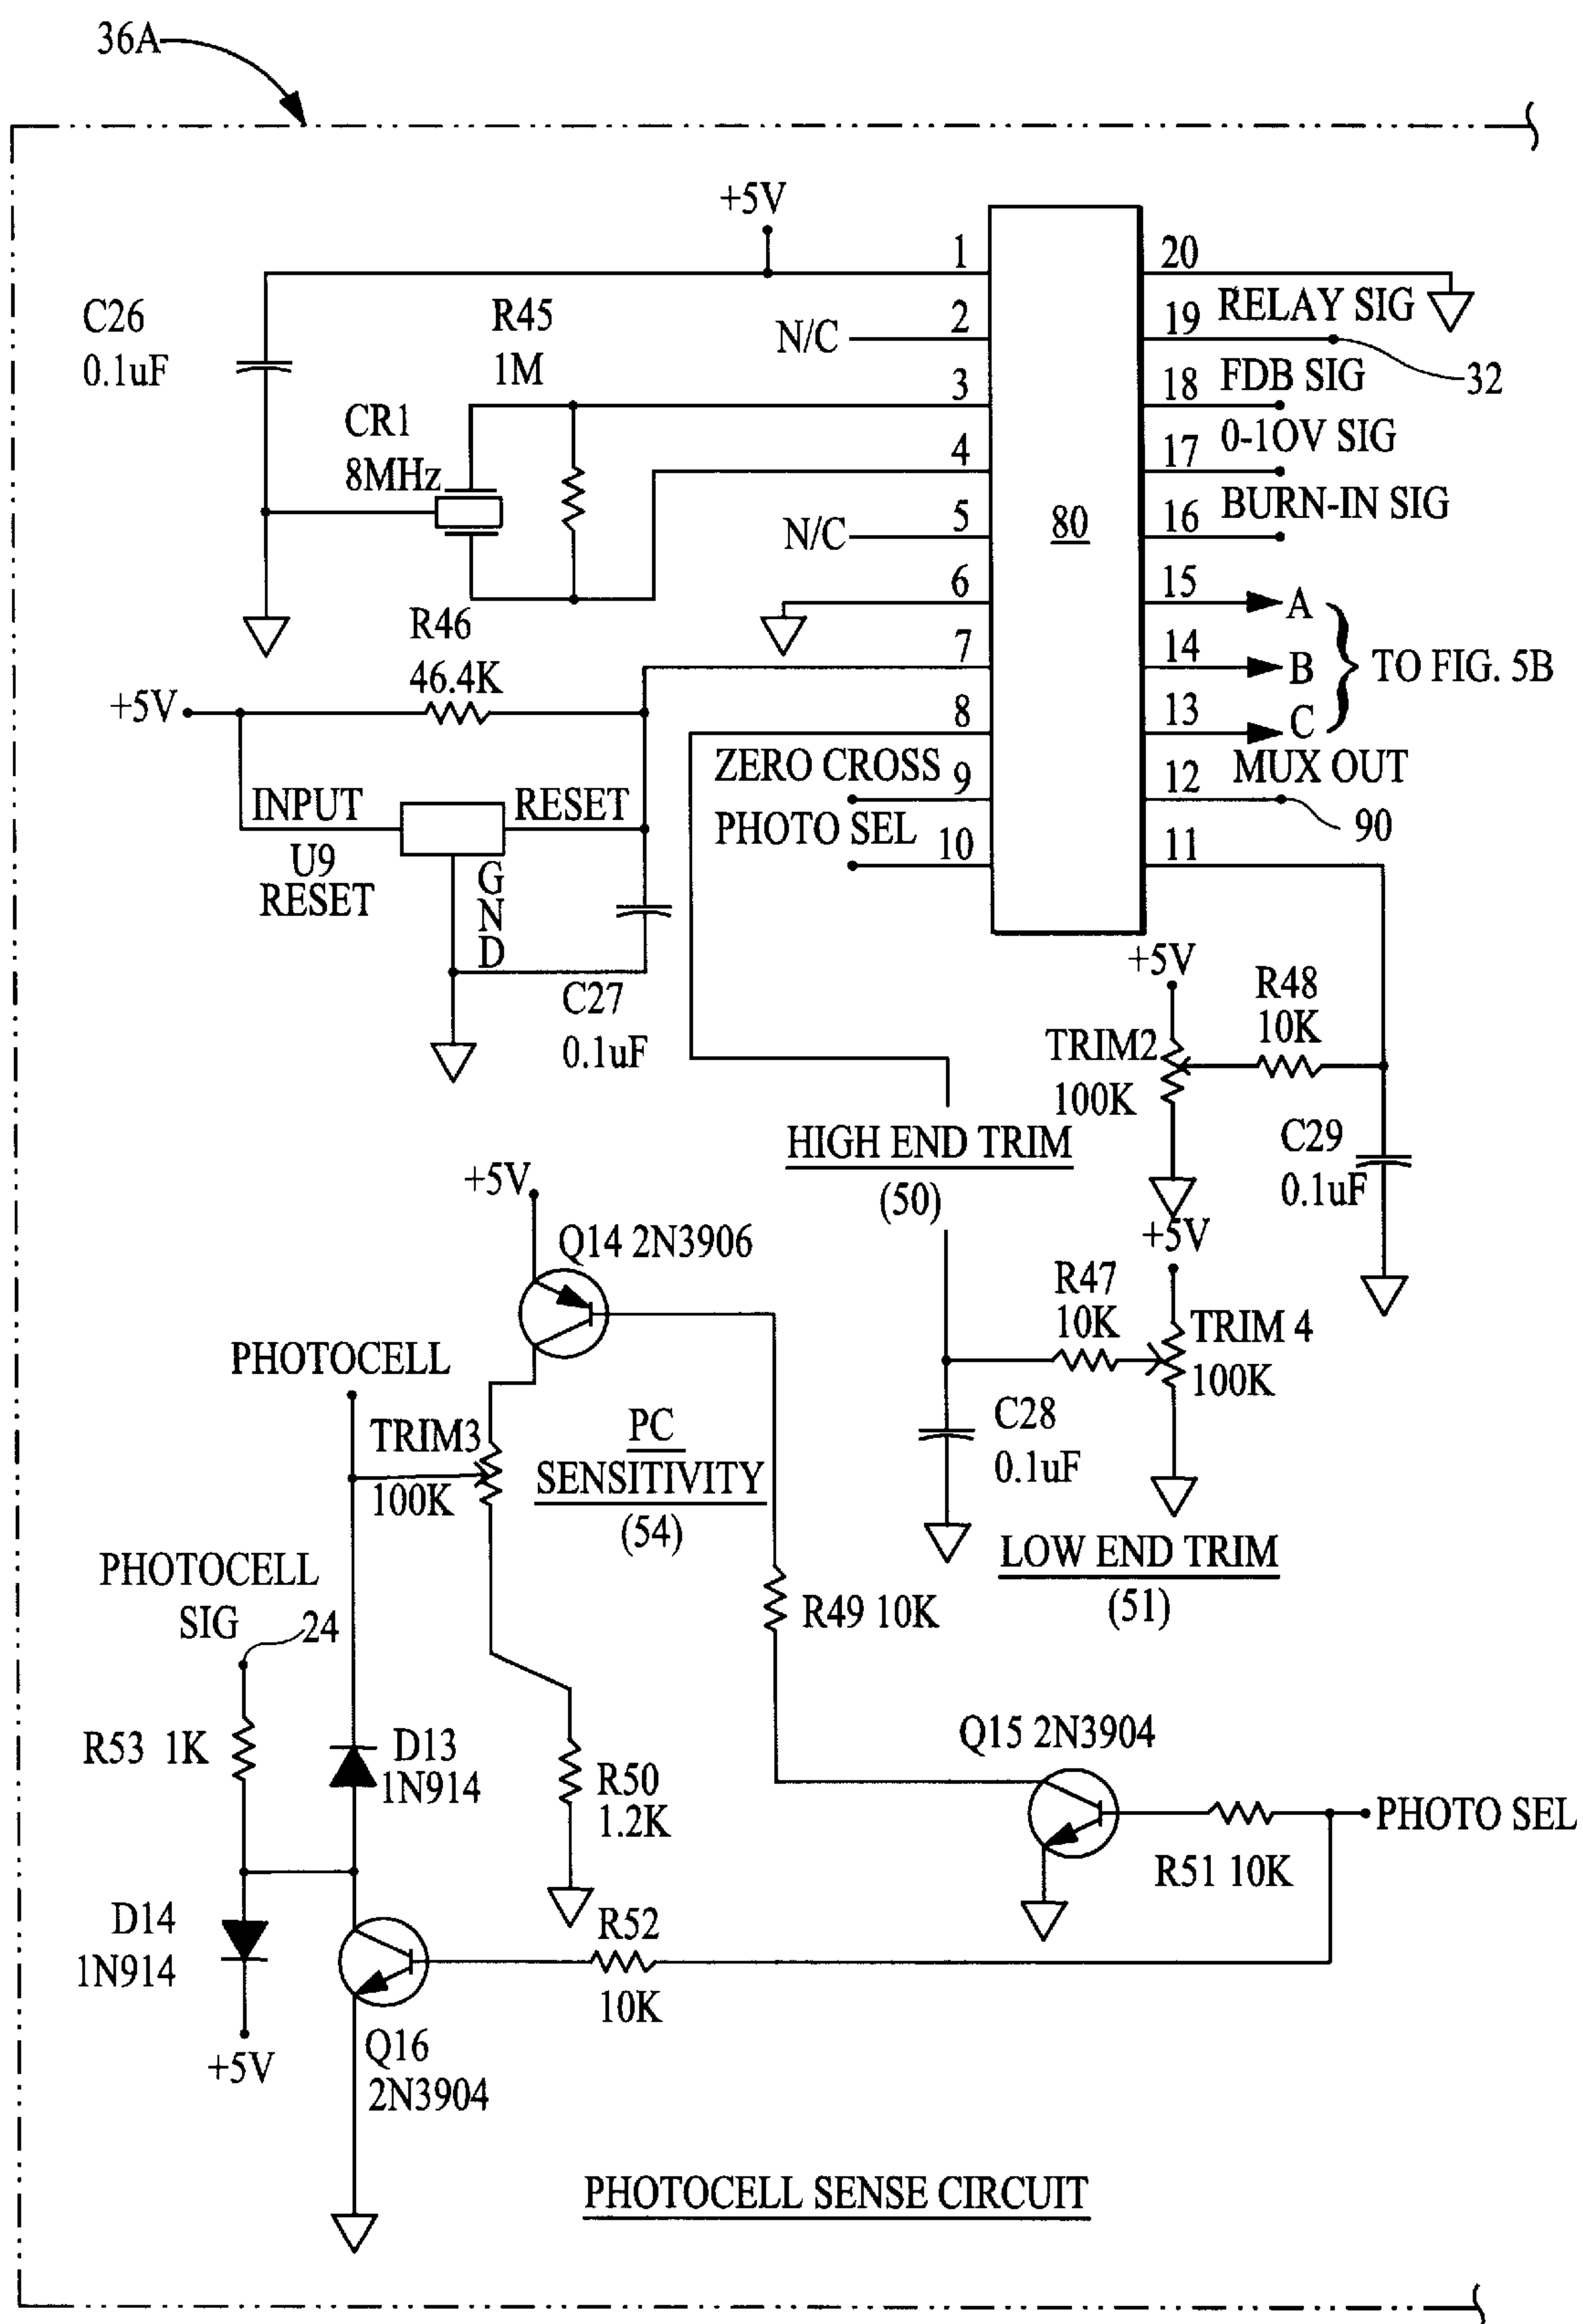 36A
+5V
C26
0.1uF
R45
1M
CR1
8MHz
N/C
N/C
1
2
3
4
5
6
7
8
9
10
80
20
19
18
17
16
15
14
13
12
11
RELAY SIG
32
FDB SIG
0-10V SIG
BURN-IN SIG
A
B
C
TO FIG. 5B
MUX OUT
90
R46
46.4K
+5V
INPUT
RESET
U9
RESET
GND
C27
0.1uF
ZERO CROSS
PHOTO SEL
+5V
TRIM2
100K
R48
10K
C29
0.1uF
HIGH END TRIM
(50)
+5V
R47
10K
TRIM 4
100K
C28
0.1uF
LOW END TRIM
(51)
+5V
Q14 2N3906
PHOTOCELL
TRIM3
100K
PC
SENSITIVITY
(54)
PHOTOCELL
SIG
24
R53 1K
D13
1N914
R50
1.2K
R49 10K
Q15 2N3904
PHOTO SEL
R51 10K
D14
1N914
+5V
R52
10K
Q16
2N3904
PHOTOCELL SENSE CIRCUIT